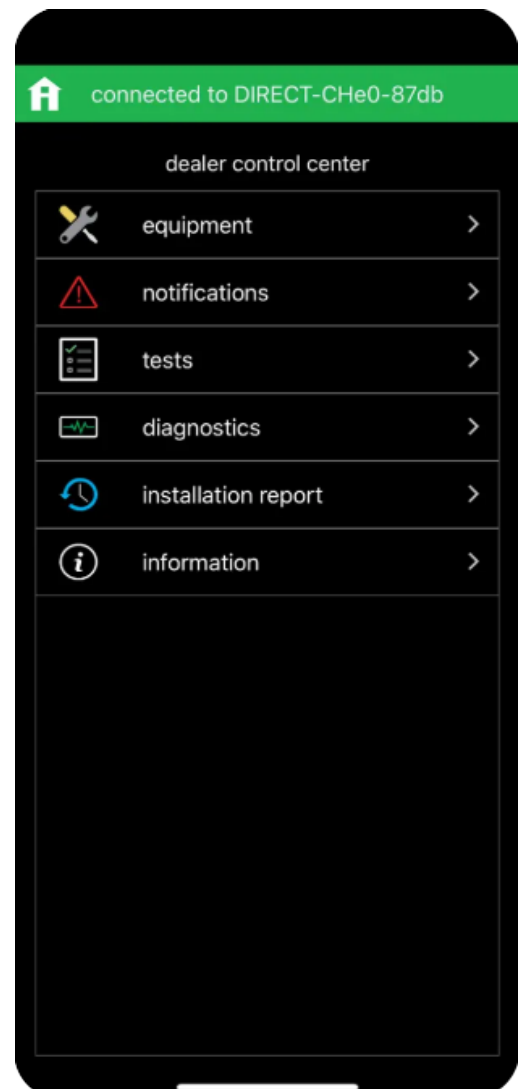 connected to DIRECT-CHe0-87db
dealer control center
equipment
notifications
tests
diagnostics
installation report
information